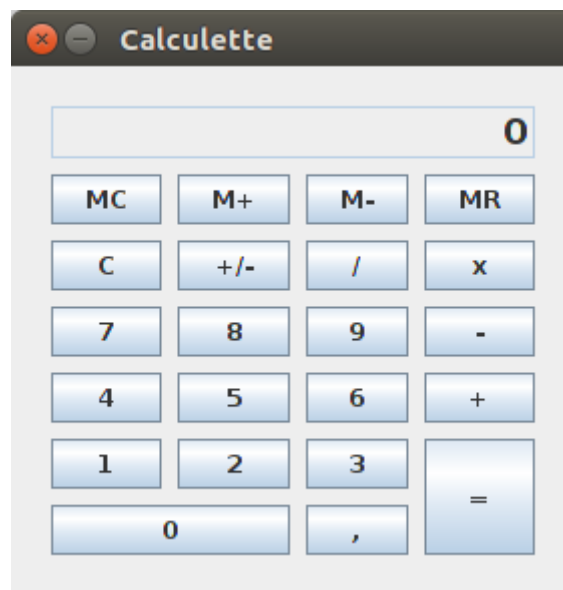 Calculette
0
MC M+ M- MR
C +/- / x
7 8 9 -
4 5 6 +
1 2 3
=
0 ,